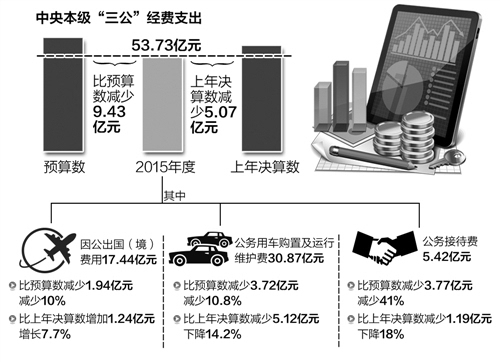 中央本级“三公”经费支出
53.73亿元
比预算
数减少
9.43
亿元
上年决
算数减
少5.07
亿元
预算数
2015年度
上年决算数
其中
因公出国（境）
费用17.44亿元
比预算数减少1.94亿元
减少10%
比上年决算数增加1.24亿元
增长7.7%
公务用车购置及运行
维护费30.87亿元
比预算数减少3.72亿元
减少10.8%
比上年决算数减少5.12亿元
下降14.2%
公务接待费
5.42亿元
比预算数减少3.77亿元
减少41%
比上年决算数减少1.19亿元
下降18%